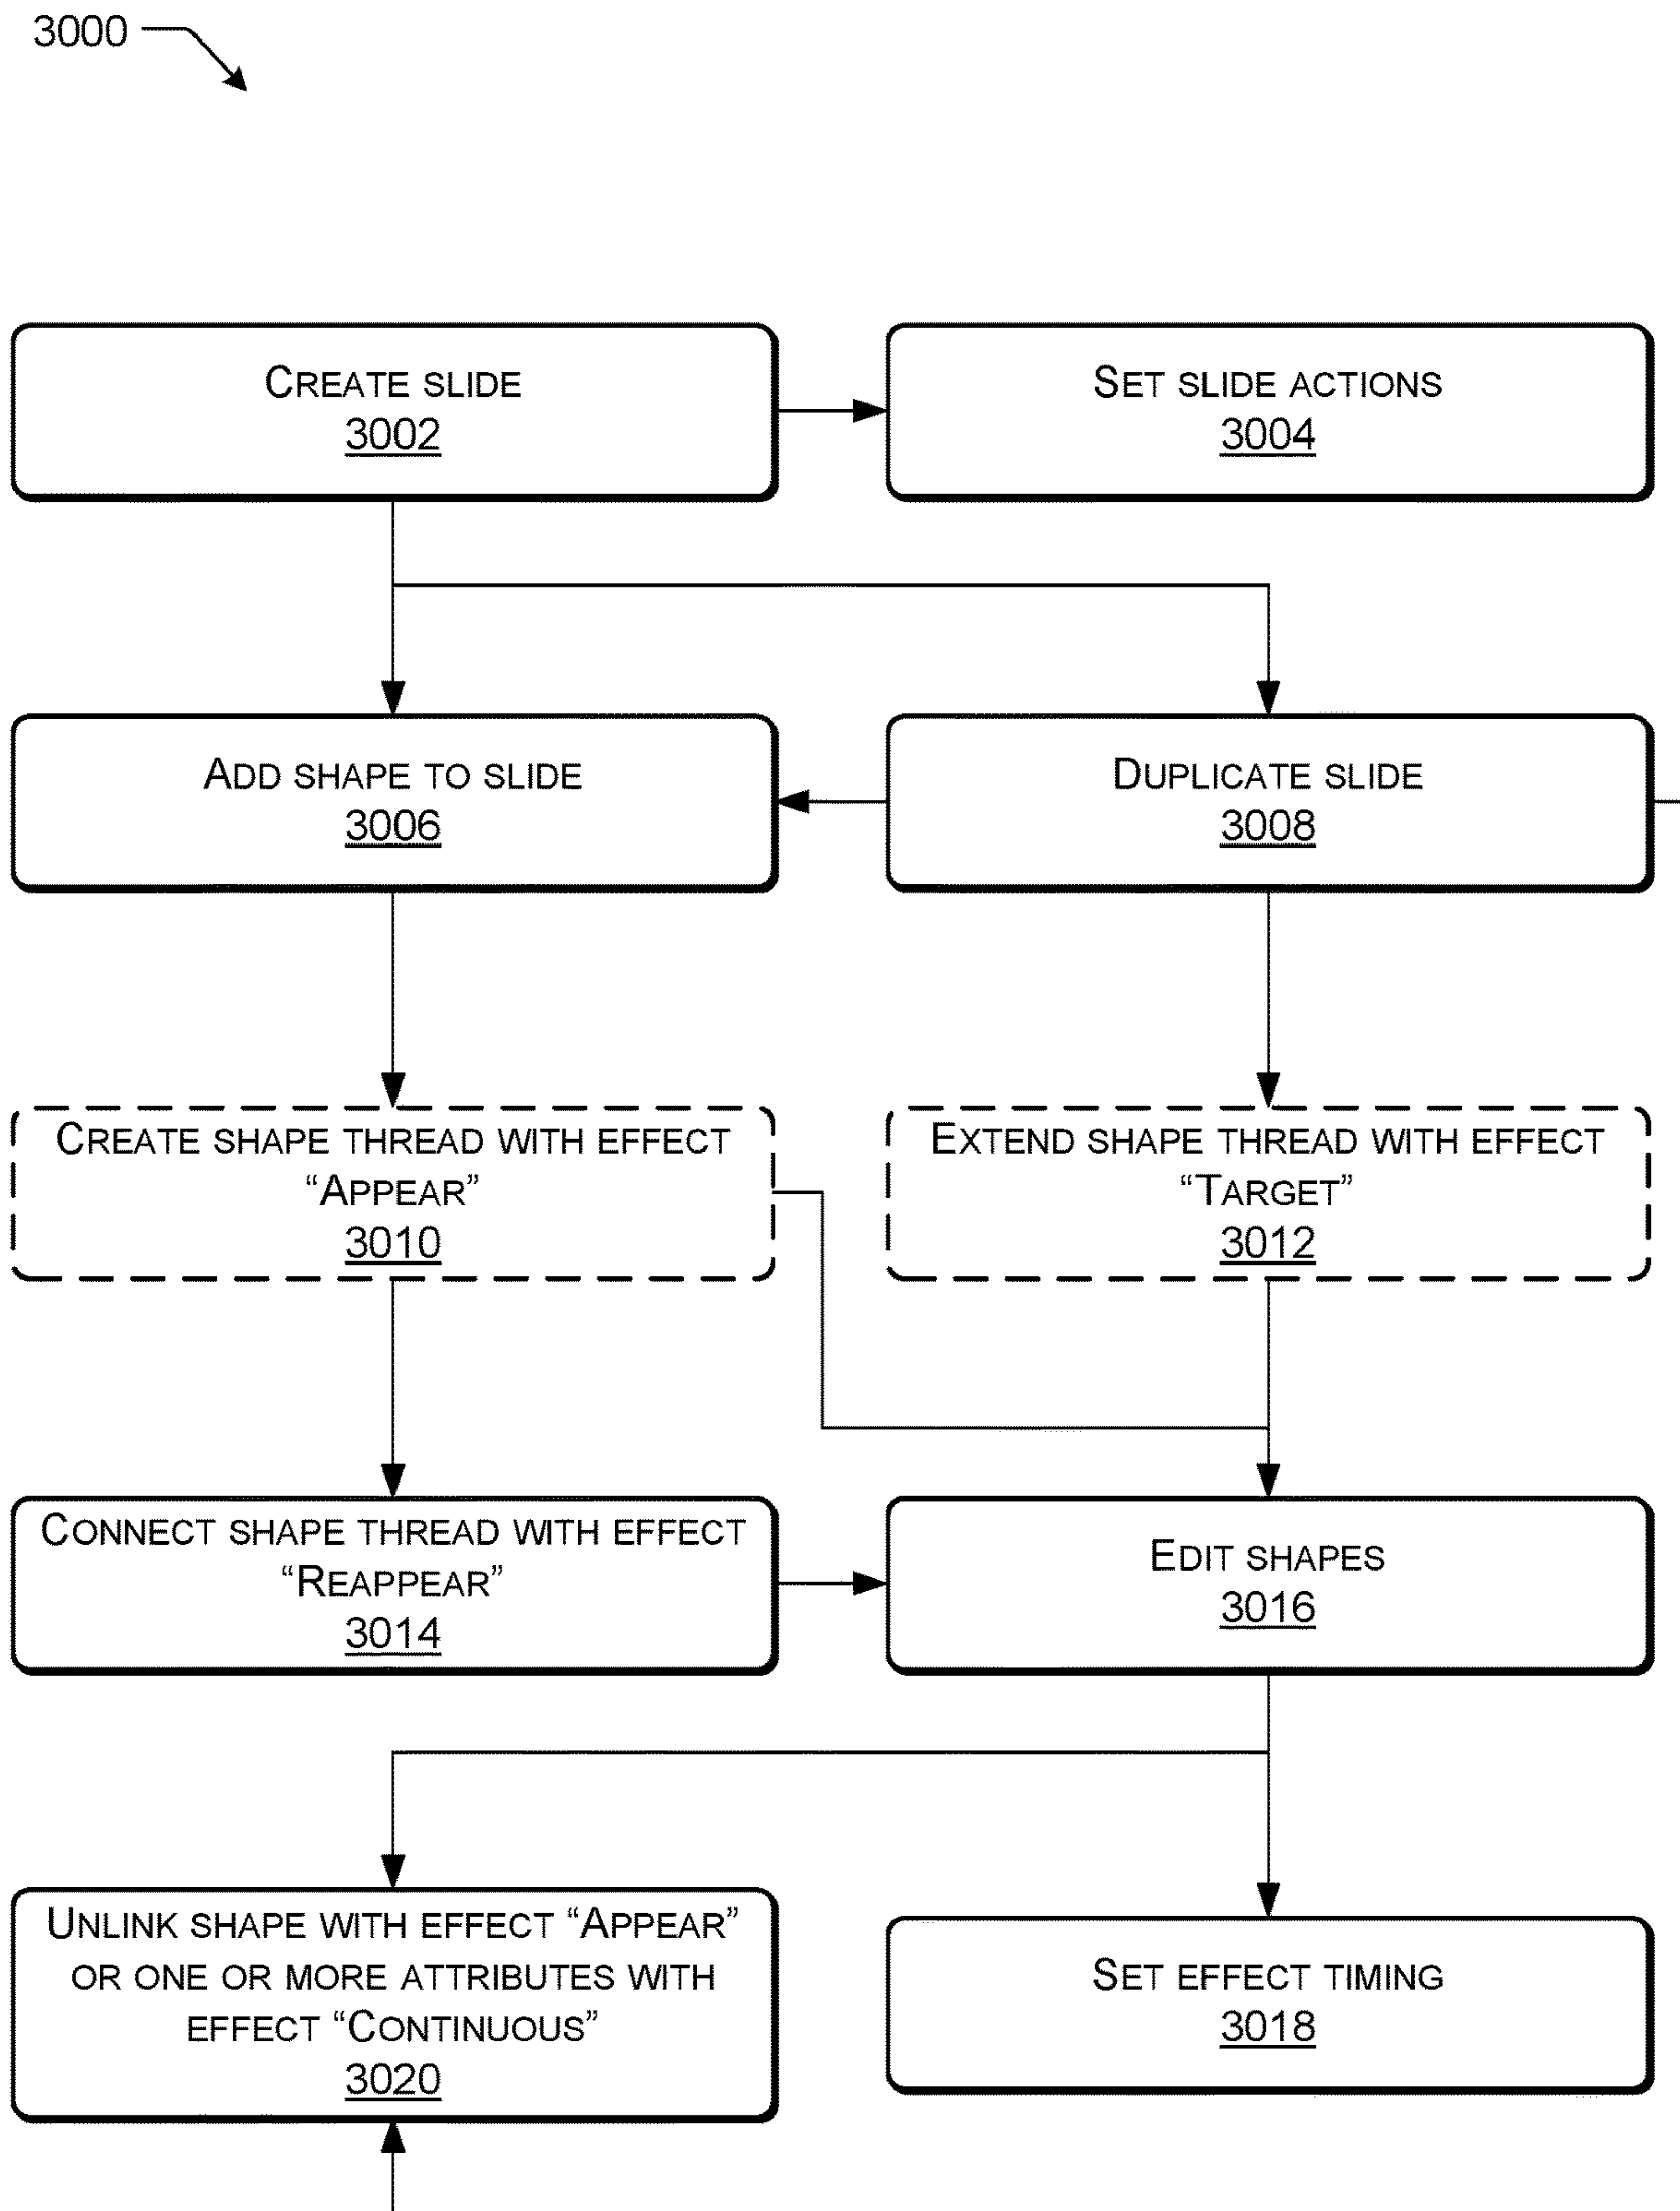 3000
CREATE SLIDE
3002
SET SLIDE ACTIONS
3004
ADD SHAPE TO SLIDE
3006
DUPLICATE SLIDE
3008
CREATE SHAPE THREAD WITH EFFECT
“APPEAR”
3010
EXTEND SHAPE THREAD WITH EFFECT
“TARGET”
3012
CONNECT SHAPE THREAD WITH EFFECT
“REAPPEAR”
3014
EDIT SHAPES
3016
UNLINK SHAPE WITH EFFECT “APPEAR”
OR ONE OR MORE ATTRIBUTES WITH
EFFECT “CONTINUOUS”
3020
SET EFFECT TIMING
3018